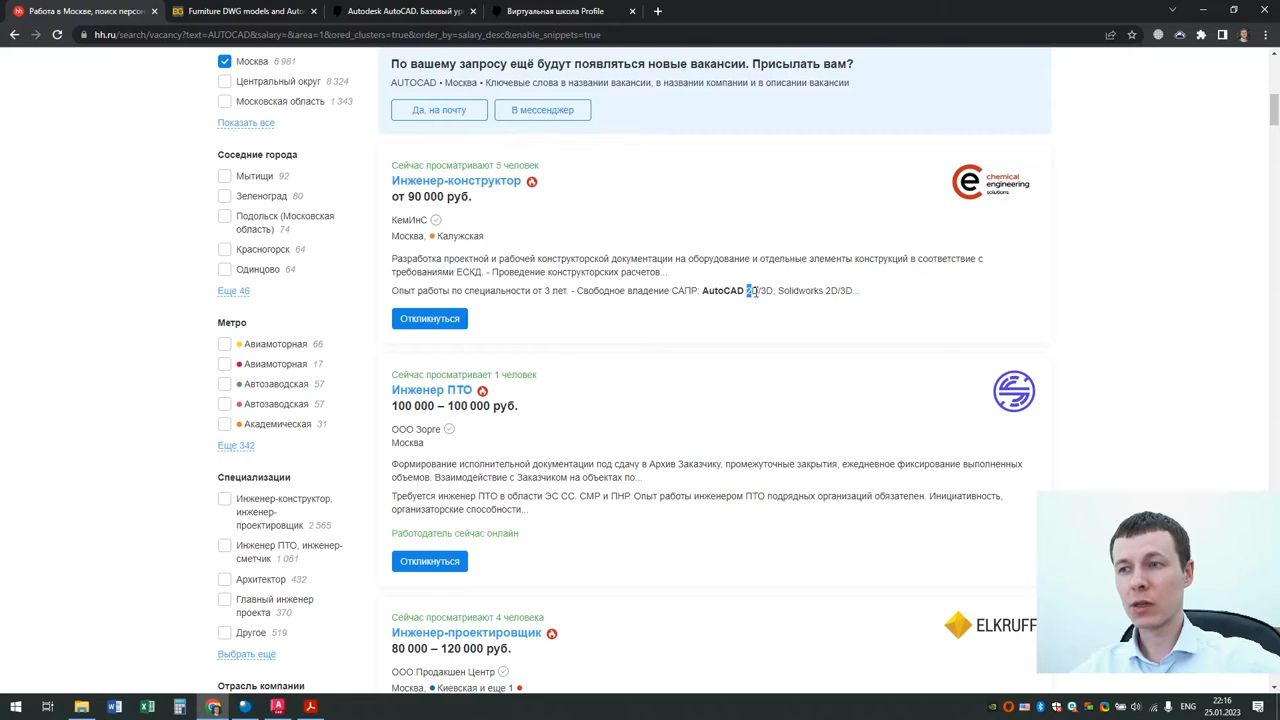 Работа в Москве, поиск персон
Furniture DWG models and Autom
Autodesk AutoCAD. Базовый уро
Виртуальная школа Profile
hh.ru/search/vacancy?text=AUTOCAD&salary=&area=1&ored_clusters=true&order_by=salary_desc&enable_snippets=true
Москва 6 981
Центральный округ 8 324
Московская область 1 343
Показать все
Соседние города
Мытищи 92
Зеленоград 80
Подольск (Московская
область) 74
Красногорск 64
Одинцово 64
Еще 46
Метро
Авиамоторная 66
Авиамоторная 17
Автозаводская 57
Автозаводская 57
Академическая 31
Еще 342
Специализации
Инженер-конструктор,
инженер-
проектировщик 2 565
Инженер ПТО, инженер-
сметчик 1 061
Архитектор 432
Главный инженер
проекта 370
Другое 519
Выбрать ещё
Отрасль компании
По вашему запросу ещё будут появляться новые вакансии. Присылать вам?
AUTOCAD • Москва • Ключевые слова в названии вакансии, в названии компании и в описании вакансии
Да, на почту
В мессенджер
Сейчас просматривают 5 человек
Инженер-конструктор
от 90 000 руб.
КемИнС
Москва, Калужская
Разработка проектной и рабочей конструкторской документации на оборудование и отдельные элементы конструкций в соответствие с
требованиями ЕСКД. - Проведение конструкторских расчетов...
Опыт работы по специальности от 3 лет. - Свободное владение САПР: AutoCAD 2D/3D, Solidworks 2D/3D...
Откликнуться
e chemical
engineering
solutions
Сейчас просматривает 1 человек
Инженер ПТО
100 000 – 100 000 руб.
ООО Зорге
Москва
Формирование исполнительной документации под сдачу в Архив Заказчику, промежуточные закрытия, ежедневное фиксирование выполненных
объемов. Взаимодействие с Заказчиком на объектах по...
Требуется инженер ПТО в области ЭС СС. СМР и ПНР. Опыт работы инженером ПТО подрядных организаций обязателен. Инициативность,
организаторские способности...
Работодатель сейчас онлайн
Откликнуться
Сейчас просматривают 4 человека
Инженер-проектировщик
80 000 – 120 000 руб.
ООО Продакшен Центр
Москва, Киевская и еще 1
ELKRUFF
22:16
25.01.2023